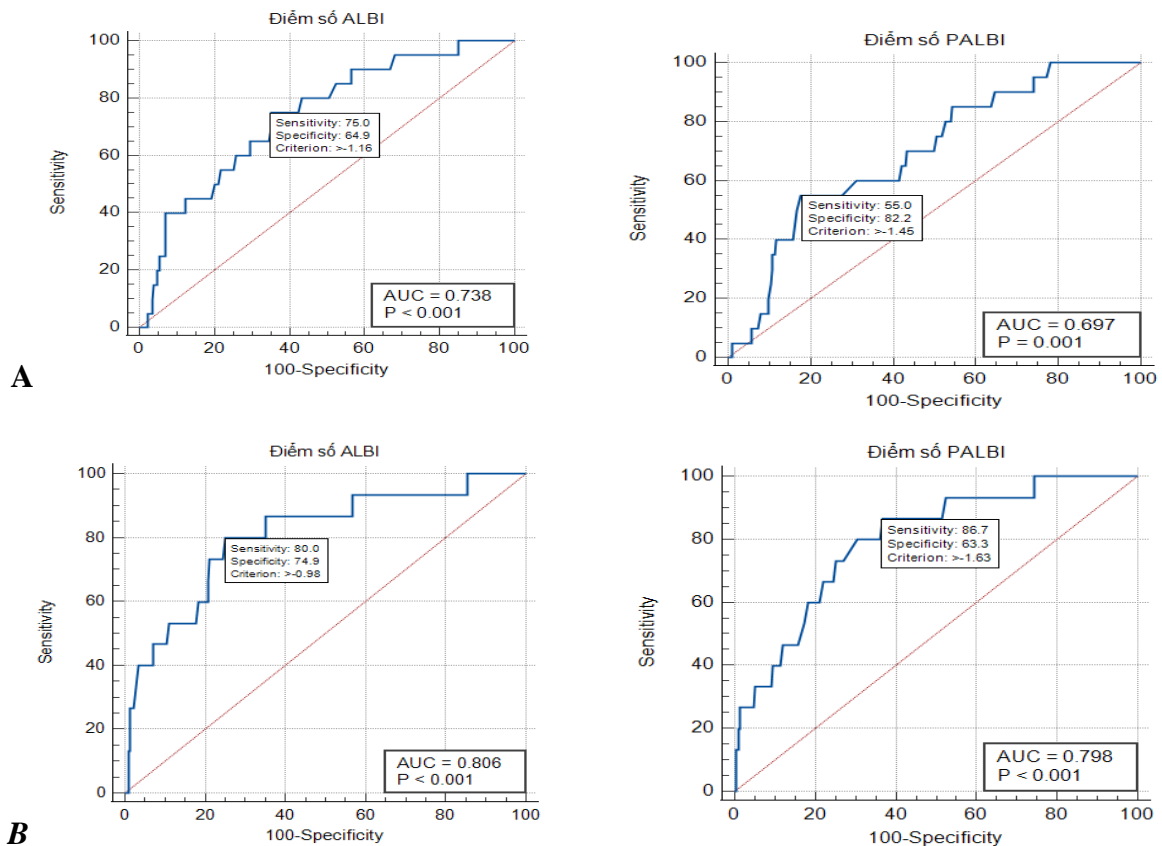 Điểm số ALBI
100
80
60
40
20
0
Sensitivity
Sensitivity: 75.0
Specificity: 64.9
Criterion: >-1.16
AUC = 0.738
P < 0.001
0 20 40 60 80 100
100-Specificity
Điểm số PALBI
100
80
60
40
20
0
Sensitivity
Sensitivity: 55.0
Specificity: 82.2
Criterion: >-1.45
AUC = 0.697
P = 0.001
0 20 40 60 80 100
100-Specificity
A
Điểm số ALBI
100
80
60
40
20
0
Sensitivity
Sensitivity: 80.0
Specificity: 74.9
Criterion: >-0.98
AUC = 0.806
P < 0.001
0 20 40 60 80 100
100-Specificity
Điểm số PALBI
100
80
60
40
20
0
Sensitivity
Sensitivity: 86.7
Specificity: 63.3
Criterion: >-1.63
AUC = 0.798
P < 0.001
0 20 40 60 80 100
100-Specificity
B